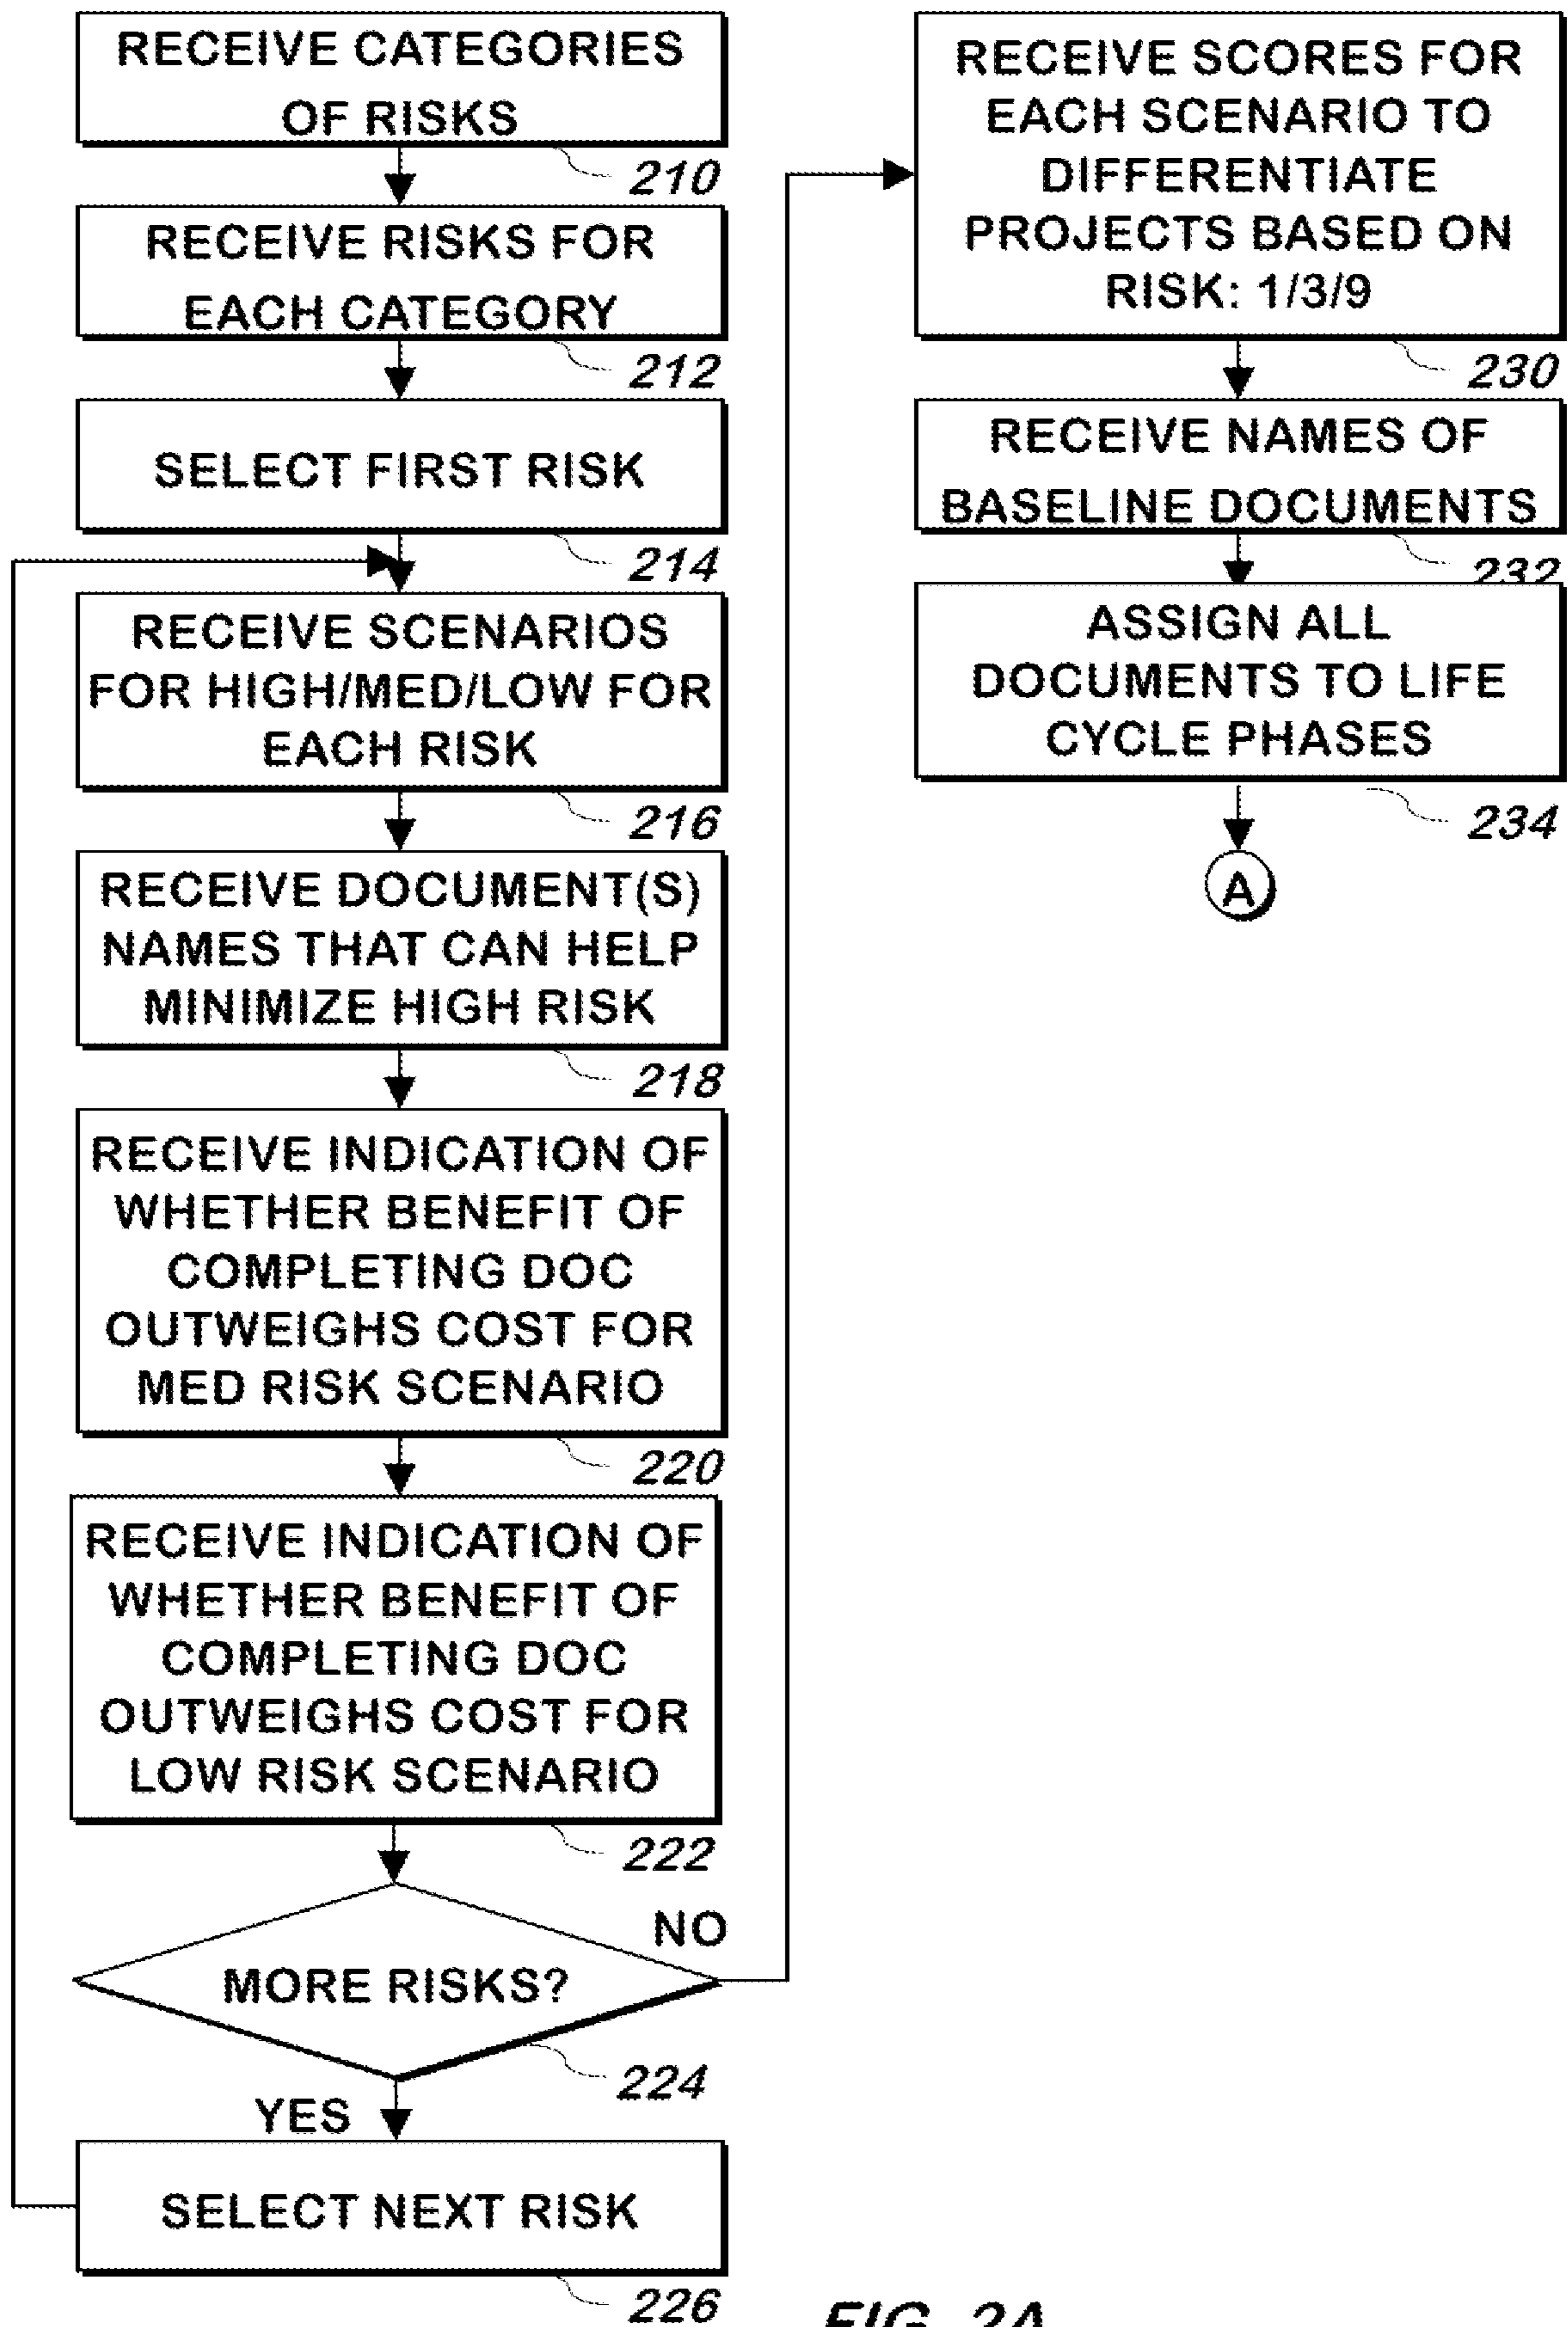 RECEIVE CATEGORIES
OF RISKS
210
RECEIVE RISKS FOR
EACH CATEGORY
212
SELECT FIRST RISK
214
RECEIVE SCENARIOS
FOR HIGH/MED/LOW FOR
EACH RISK
216
RECEIVE DOCUMENT(S)
NAMES THAT CAN HELP
MINIMIZE HIGH RISK
218
RECEIVE INDICATION OF
WHETHER BENEFIT OF
COMPLETING DOC
OUTWEIGHS COST FOR
MED RISK SCENARIO
220
RECEIVE INDICATION OF
WHETHER BENEFIT OF
COMPLETING DOC
OUTWEIGHS COST FOR
LOW RISK SCENARIO
222
NO
MORE RISKS?
224
YES
SELECT NEXT RISK
226
RECEIVE SCORES FOR
EACH SCENARIO TO
DIFFERENTIATE
PROJECTS BASED ON
RISK: 1/3/9
230
RECEIVE NAMES OF
BASELINE DOCUMENTS
232
ASSIGN ALL
DOCUMENTS TO LIFE
CYCLE PHASES
234
A
FIG. 2A